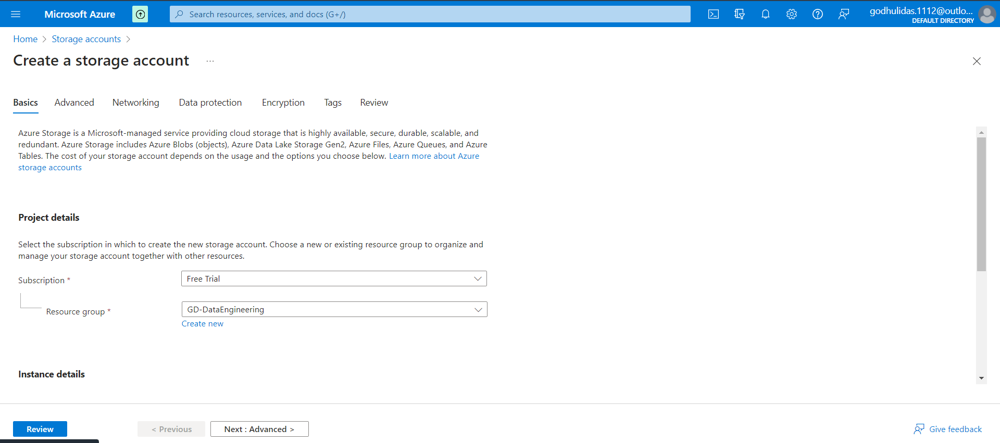 Microsoft Azure
Search resources, services, and docs (G+/)
godhulidas.1112@outlo...
DEFAULT DIRECTORY
Home > Storage accounts >
Create a storage account ...
Basics Advanced Networking Data protection Encryption Tags Review
Azure Storage is a Microsoft-managed service providing cloud storage that is highly available, secure, durable, scalable, and
redundant. Azure Storage includes Azure Blobs (objects), Azure Data Lake Storage Gen2, Azure Files, Azure Queues, and Azure
Tables. The cost of your storage account depends on the usage and the options you choose below. Learn more about Azure
storage accounts
Project details
Select the subscription in which to create the new storage account. Choose a new or existing resource group to organize and
manage your storage account together with other resources.
Subscription * Free Trial
Resource group * GD-DataEngineering
Create new
Instance details
Review < Previous Next : Advanced > Give feedback